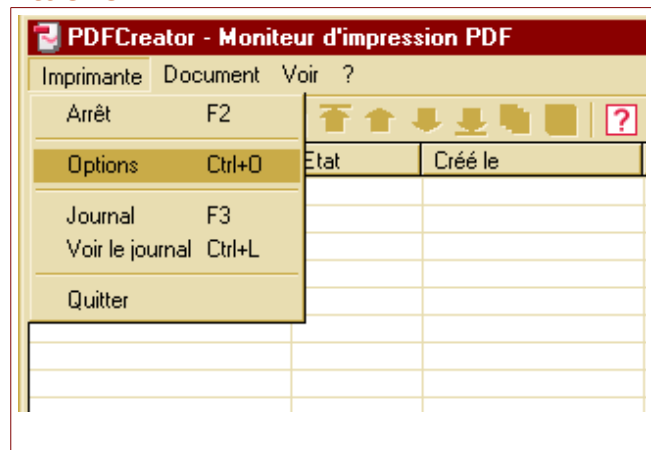 PDFCreator - Moniteur d'impression PDF
Imprimante Document Voir ?
Arrêt F2
?
Options Ctrl+O
Etat Créé le
Journal F3
Voir le journal Ctrl+L
Quitter